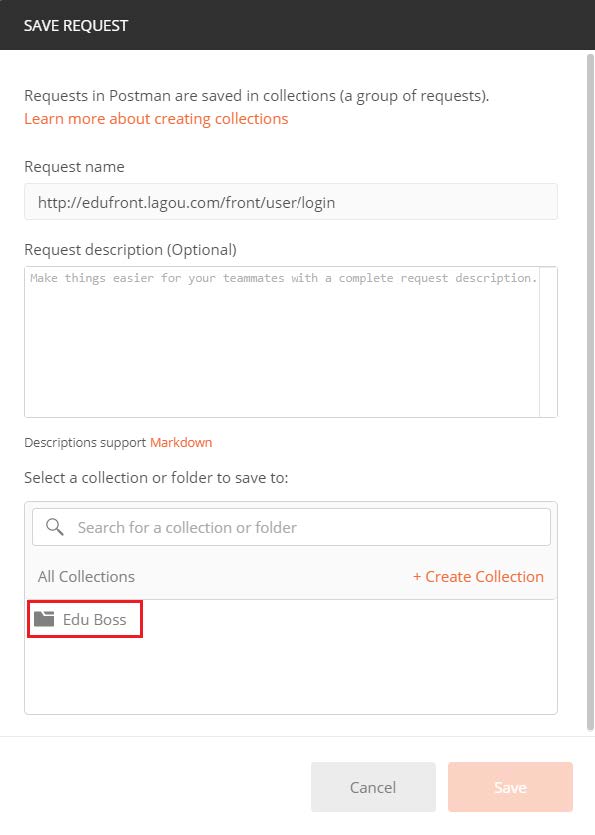 SAVE REQUEST
Requests in Postman are saved in collections (a group of requests).
Learn more about creating collections
Request name
http://edufront.lagou.com/front/user/login
Request description (Optional)
Make things easier for your teammates with a complete request description.
Descriptions support Markdown
Select a collection or folder to save to:
Search for a collection or folder
All Collections + Create Collection
Edu Boss
Cancel Save